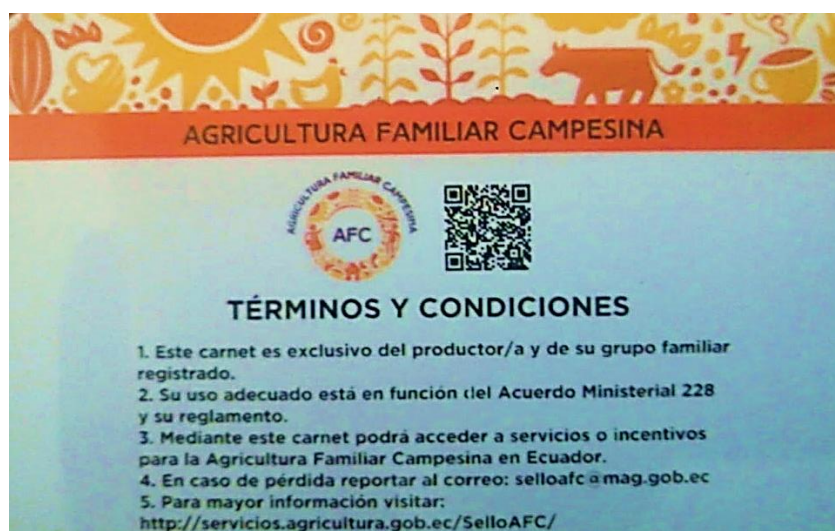 AGRICULTURA FAMILIAR CAMPESINA
AGRICULTURA FAMILIAR CAMPESINA
AFC
TÉRMINOS Y CONDICIONES
1. Este carnet es exclusivo del productor/a y de su grupo familiar
registrado.
2. Su uso adecuado está en función del Acuerdo Ministerial 228
y su reglamento.
3. Mediante este carnet podrá acceder a servicios o incentivos
para la Agricultura Familiar Campesina en Ecuador.
4. En caso de pérdida reportar al correo: selloafc@mag.gob.ec
5. Para mayor información visitar:
http://servicios.agricultura.gob.ec/SelloAFC/